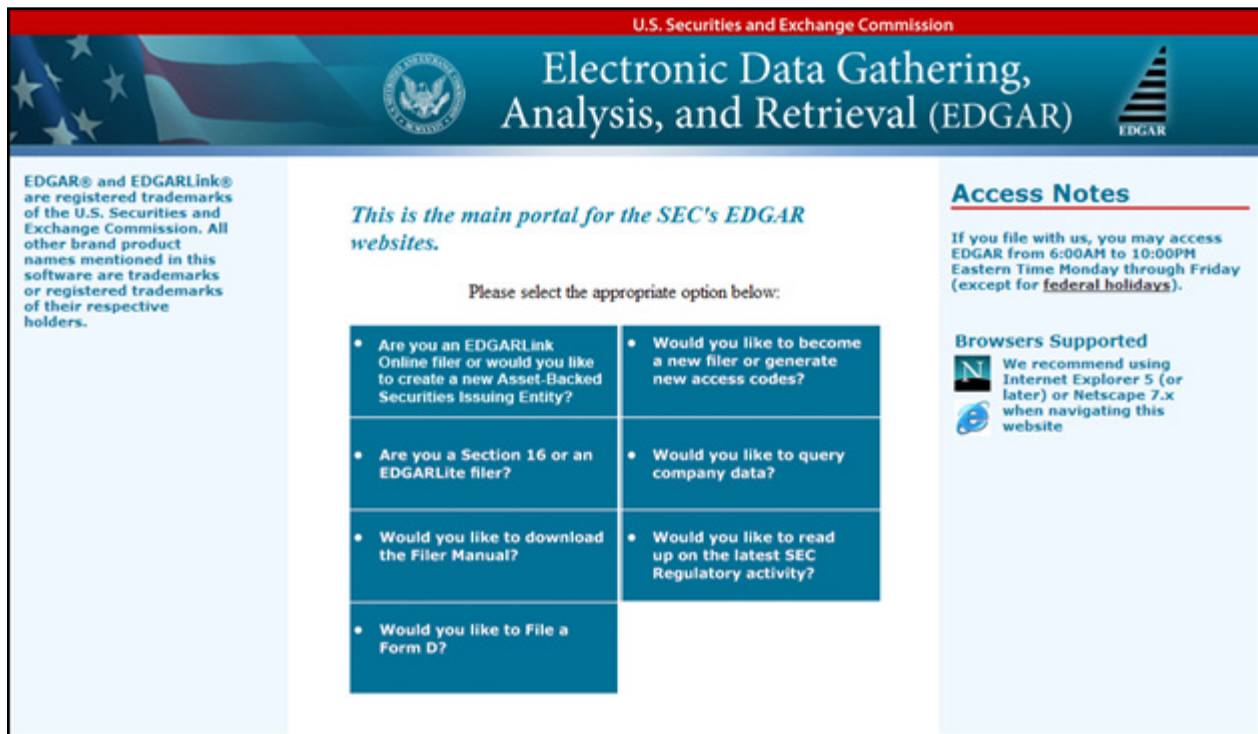 U.S. Securities and Exchange Commission
Electronic Data Gathering,
Analysis, and Retrieval (EDGAR)
EDGAR
EDGAR® and EDGARLink®
are registered trademarks
of the U.S. Securities and
Exchange Commission. All
other brand product
names mentioned in this
software are trademarks
or registered trademarks
of their respective
holders.
This is the main portal for the SEC's EDGAR
websites.
Please select the appropriate option below:
• Are you an EDGARLink
Online filer or would you like
to create a new Asset-Backed
Securities Issuing Entity?
• Would you like to become
a new filer or generate
new access codes?
• Are you a Section 16 or an
EDGARLite filer?
• Would you like to query
company data?
• Would you like to download
the Filer Manual?
• Would you like to read
up on the latest SEC
Regulatory activity?
• Would you like to File a
Form D?
Access Notes
If you file with us, you may access
EDGAR from 6:00AM to 10:00PM
Eastern Time Monday through Friday
(except for federal holidays).
Browsers Supported
N
We recommend using
Internet Explorer 5 (or
later) or Netscape 7.x
when navigating this
website